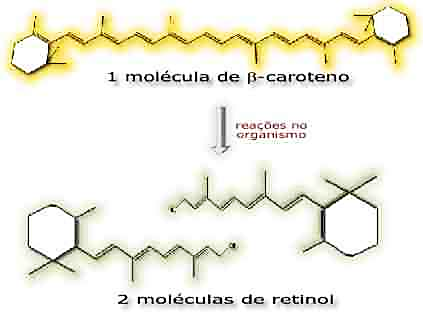 1 molécula de β-caroteno
reações no
organismo
2 moléculas de retinol